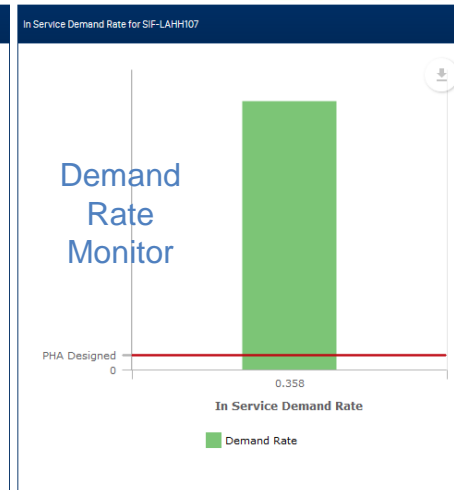 In Service Demand Rate for SIF-LAHH107
Demand
Rate
Monitor
PHA Designed
0
0.358
In Service Demand Rate
Demand Rate